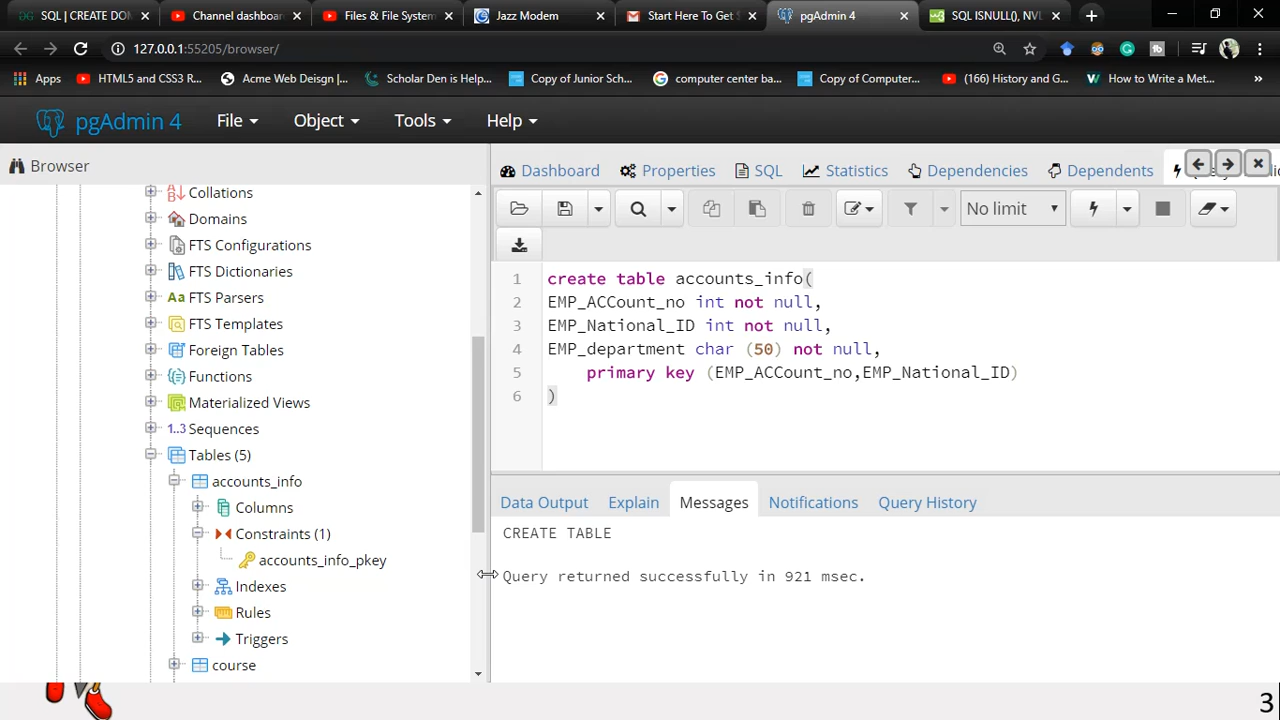 SQL | CREATE DOM
Channel dashboar
Files & File System
Jazz Modem
Start Here To Get $
pgAdmin 4
SQL ISNULL(), NVL
127.0.0.1:55205/browser/
Apps
HTML5 and CSS3 R...
Acme Web Deisgn |...
Scholar Den is Help...
Copy of Junior Sch...
computer center ba...
Copy of Computer...
(166) History and G...
How to Write a Met...
»
pgAdmin 4
File
Object
Tools
Help
Browser
Dashboard
Properties
SQL
Statistics
Dependencies
Dependents
Collations
Domains
FTS Configurations
FTS Dictionaries
Aa FTS Parsers
FTS Templates
Foreign Tables
Functions
Materialized Views
1..3 Sequences
Tables (5)
accounts_info
Columns
Constraints (1)
accounts_info_pkey
Indexes
Rules
Triggers
course
No limit
1 create table accounts_info(
2 EMP_ACCount_no int not null,
3 EMP_National_ID int not null,
4 EMP_department char (50) not null,
5 primary key (EMP_ACCount_no,EMP_National_ID)
6 )
Data Output
Explain
Messages
Notifications
Query History
CREATE TABLE
Query returned successfully in 921 msec.
3